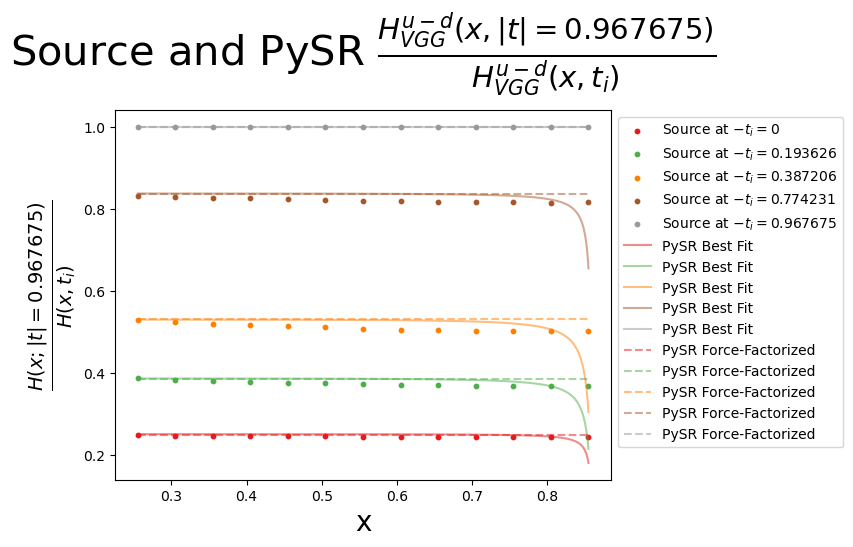 Source and PySR $\frac{H_{VGG}^{u-d}(x,|t|=0.967675)}{H_{VGG}^{u-d}(x,t_i)}$
$\frac{H(x;|t|=0.967675)}{H(x,t_i)}$
1.0
0.8
0.6
0.4
0.2
0.3 0.4 0.5 0.6 0.7 0.8
x
Source at $-t_i=0$
Source at $-t_i=0.193626$
Source at $-t_i=0.387206$
Source at $-t_i=0.774231$
Source at $-t_i=0.967675$
PySR Best Fit
PySR Best Fit
PySR Best Fit
PySR Best Fit
PySR Best Fit
PySR Force-Factorized
PySR Force-Factorized
PySR Force-Factorized
PySR Force-Factorized
PySR Force-Factorized